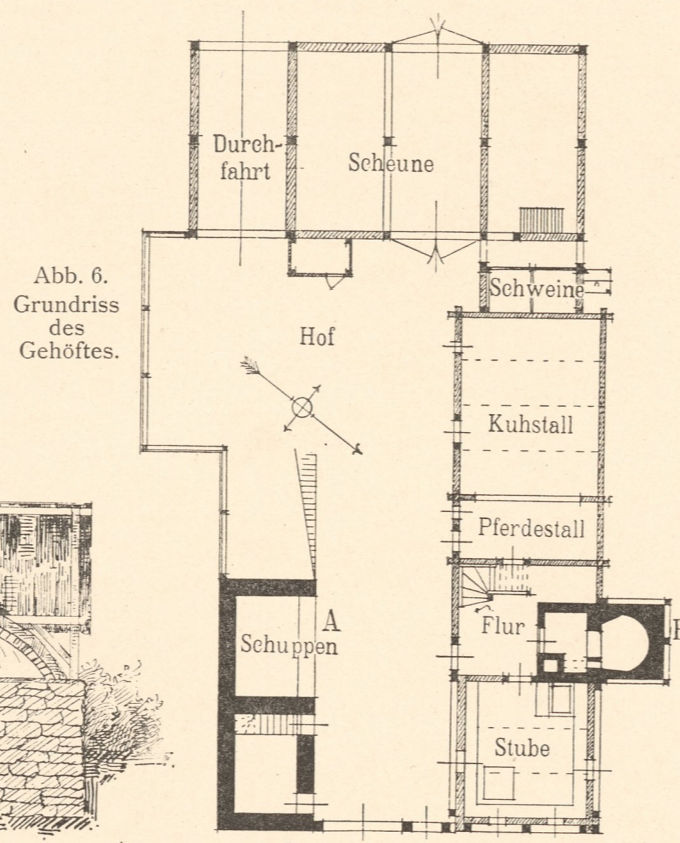 Durch-
fahrt
Scheune
Abb. 6.
Grundriss
des
Gehöftes.
Schweine
Hof
Kuhstall
Pferdestall
A
Schuppen
Flur
Stube